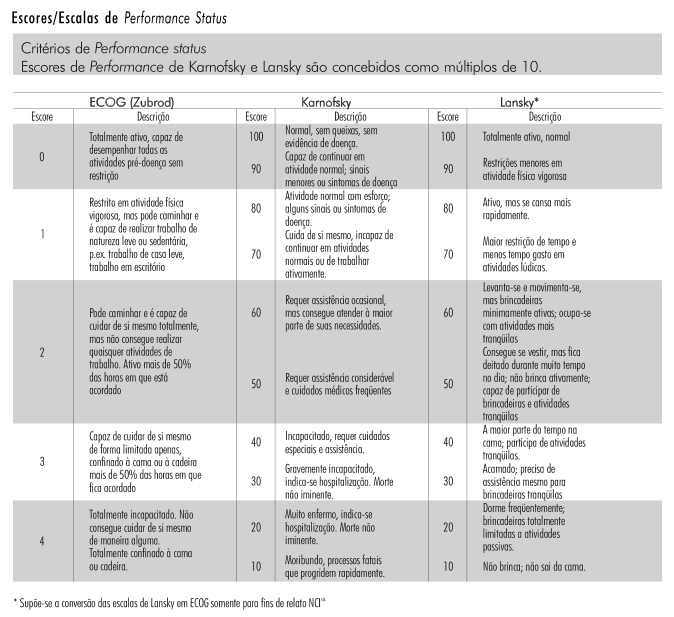 Escores/Escalas de Performance Status
Critérios de Performance status
Escores de Performance de Karnofsky e Lansky são concebidos como múltiplos de 10.
ECOG (Zubrod) Karnofsky Lansky*
Escore Descrição Escore Descrição Escore Descrição
0
Totalmente ativo, capaz de
desempenhar todas as
atividades pré-doença sem
restrição
100
Normal, sem queixas, sem
evidência de doença.
90
Capaz de continuar em
atividade normal; sinais
menores ou sintomas de doença
100 Totalmente ativo, normal
90
Restrições menores em
atividade física vigorosa
1
Restrito em atividade física
vigorosa, mas pode caminhar e
é capaz de realizar trabalho de
natureza leve ou sedentária,
p.ex. trabalho de casa leve,
trabalho em escritório
80
Atividade normal com esforço;
alguns sinais ou sintomas de
doença.
70
Cuida de si mesmo, incapaz de
continuar em atividades
normais ou de trabalhar
ativamente.
80
Ativo, mas se cansa mais
rapidamente.
70
Maior restrição de tempo e
menos tempo gasto em
atividades lúdicas.
2
Pode caminhar e é capaz de
cuidar de si mesmo totalmente,
mas não consegue realizar
quaisquer atividades de
trabalho. Ativo mais de 50%
das horas em que está
acordado
60
Requer assistência ocasional,
mas consegue atender à maior
parte de suas necessidades.
50
Requer assistência considerável
e cuidados médicos freqüentes
60
Levanta-se e movimenta-se,
mas brincadeiras
minimamente ativas; ocupa-se
com atividades mais
tranqüilas
50
Consegue se vestir, mas fica
deitado durante muito tempo
no dia; não brinca ativamente;
capaz de participar de
brincadeiras e atividades
tranqüilas
3
Capaz de cuidar de si mesmo
de forma limitada apenas,
confinado à cama ou à cadeira
mais de 50% das horas em que
fica acordado
40
Incapacitado, requer cuidados
especiais e assistência.
30
Gravemente incapacitado,
indica-se hospitalização. Morte
não iminente.
40
A maior parte do tempo na
cama; participa de atividades
tranqüilas.
30
Acamado; precisa de
assistência mesmo para
brincadeiras tranqüilas
4
Totalmente incapacitado. Não
consegue cuidar de si mesmo
de maneira alguma.
Totalmente confinado à cama
ou cadeira.
20
Muito enfermo, indica-se
hospitalização. Morte não
iminente.
10
Moribundo, processos fatais
que progridem rapidamente.
20
Dorme freqüentemente;
brincadeiras totalmente
limitadas a atividades
passivas.
10 Não brinca; não sai da cama.
* Supõe-se a conversão das escalas de Lansky em ECOG somente para fins de relato NCI